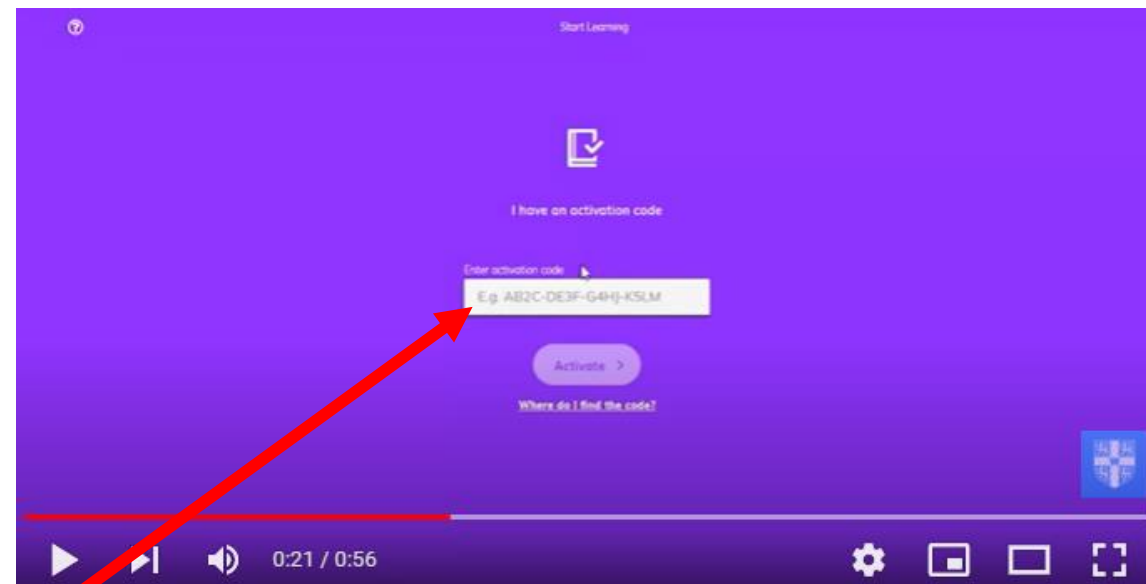 Start Learning
I have an activation code
Enter activation code
E.g. AB2C-DE3F-G4HJ-K5LM
Activate >
Where do I find the code?
0:21 / 0:56